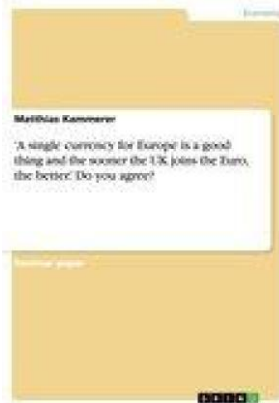 Matthias Kammerer
'A single currency for Europe is a good
thing and the sooner the UK joins the Euro,
the better.' Do you agree?
Seminar paper
GRIN